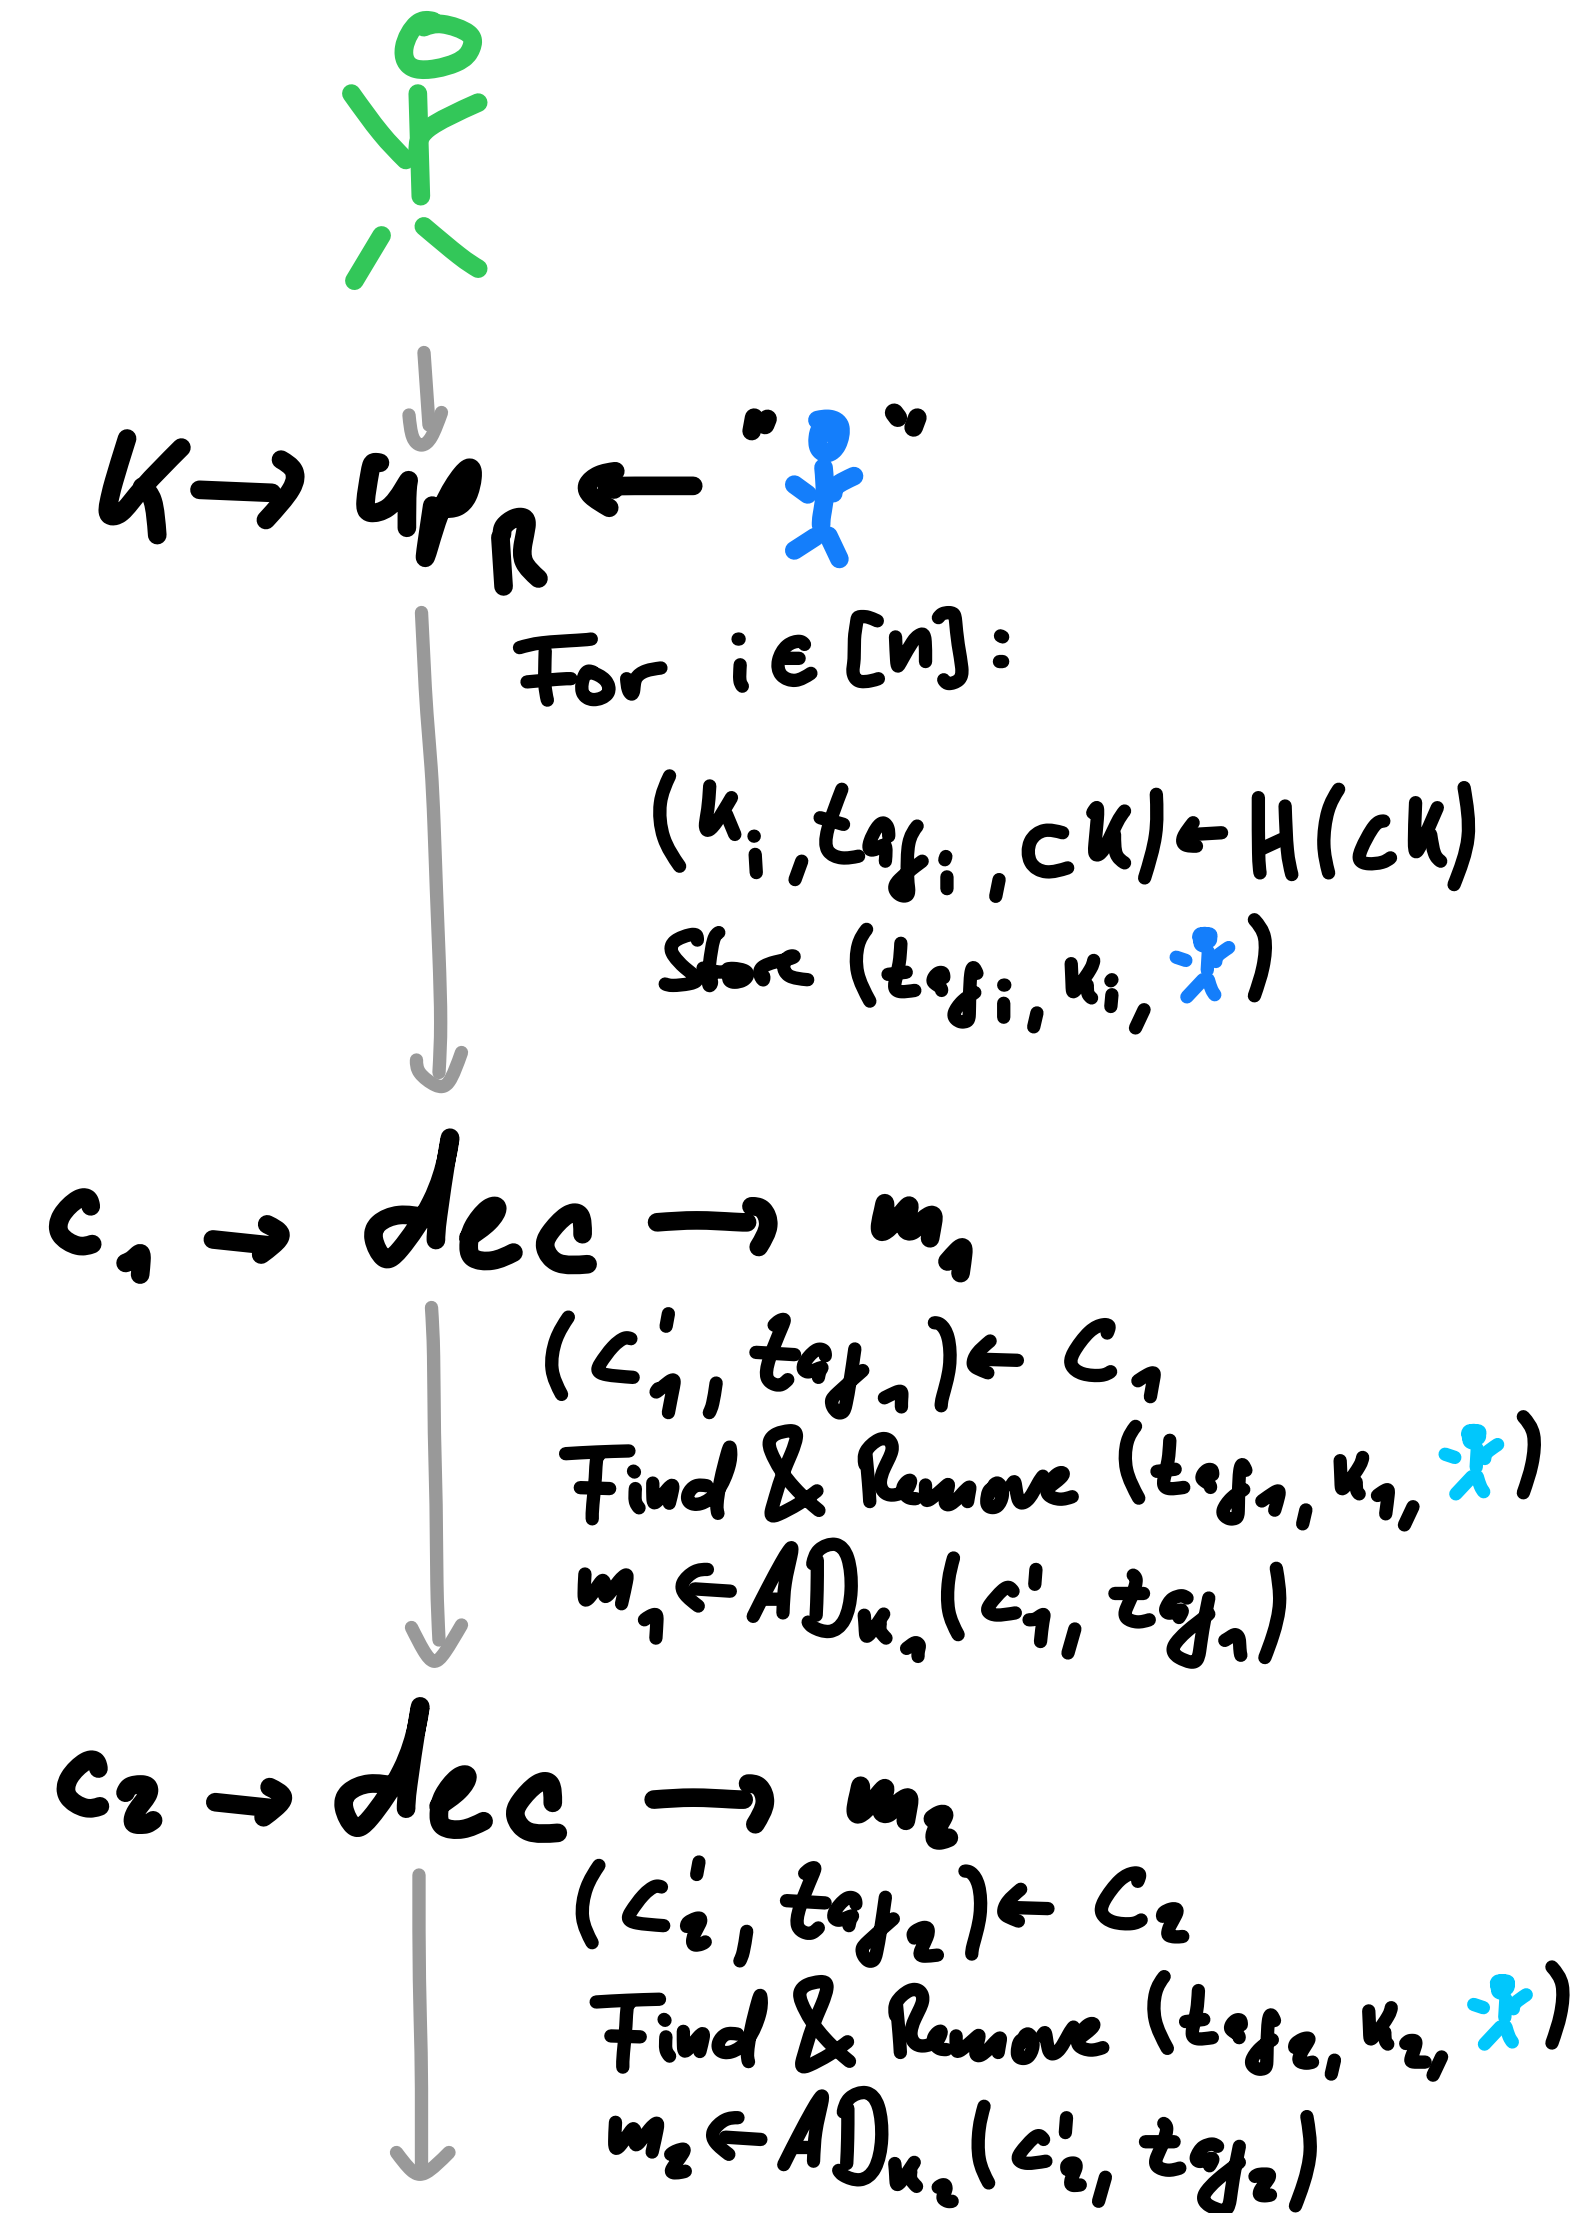 K → up_R ← " "
For i ∈ [n]:
(k_i, tag_i, cK) ← H(cK)
Store (tag_i, k_i, )
c_1 → dec → m_1
(c'_1, tag_1) ← c_1
Find & Remove (tag_1, k_1, )
m_1 ← AD_k_1(c'_1, tag_1)
c_2 → dec → m_2
(c'_2, tag_2) ← c_2
Find & Remove (tag_2, k_2, )
m_2 ← AD_k_2(c'_2, tag_2)